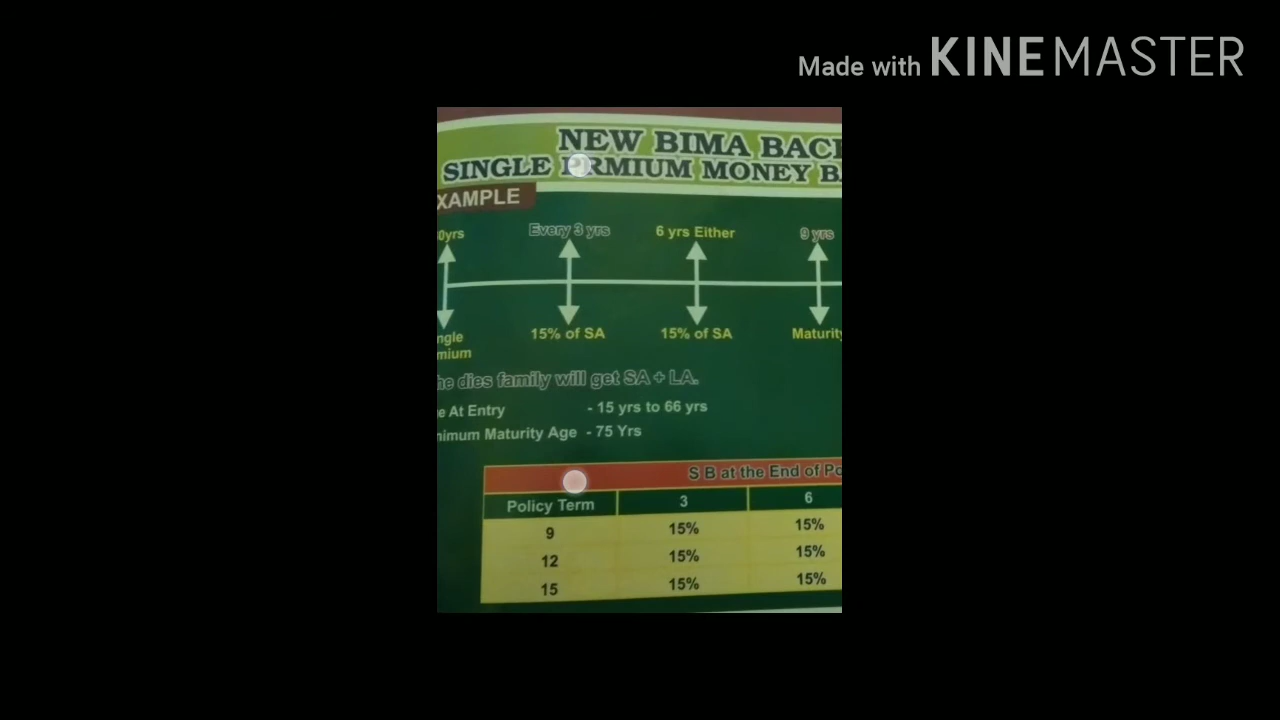 Made with KINEMASTER
NEW BIMA BACK
SINGLE PRMIUM MONEY B
XAMPLE
0yrs Every 3 yrs 6 yrs Either 9 yrs
ngle 15% of SA 15% of SA Maturity
mium
he dies family will get SA + LA.
e At Entry - 15 yrs to 66 yrs
nimum Maturity Age - 75 Yrs
S B at the End of Po
Policy Term 3 6
9 15% 15%
12 15% 15%
15 15% 15%